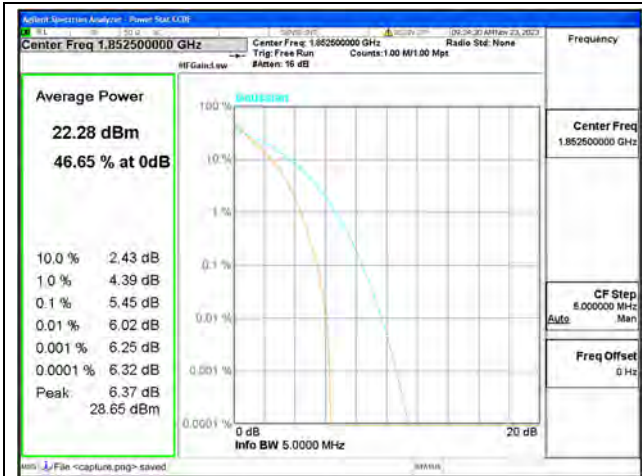 Agilent Spectrum Analyzer - Power Stat CCDF
Center Freq 1.852500000 GHz
Center Freq: 1.852500000 GHz
Radio Std: None
Trig: Free Run
Counts: 1.00 M/1.00 Mpt
#IFGain:Low
#Atten: 16 dB
Frequency
Average Power
22.28 dBm
46.65 % at 0dB
10.0 % 2.43 dB
1.0 % 4.39 dB
0.1 % 5.45 dB
0.01 % 6.02 dB
0.001 % 6.25 dB
0.0001 % 6.32 dB
Peak 6.37 dB
28.65 dBm
Gaussian
100 %
10 %
1 %
0.1 %
0.01 %
0.001 %
0.0001 %
0 dB
20 dB
Info BW 5.0000 MHz
Center Freq
1.852500000 GHz
CF Step
5.000000 MHz
Auto Man
Freq Offset
0 Hz
MSG File <capture.png> saved
STATUS